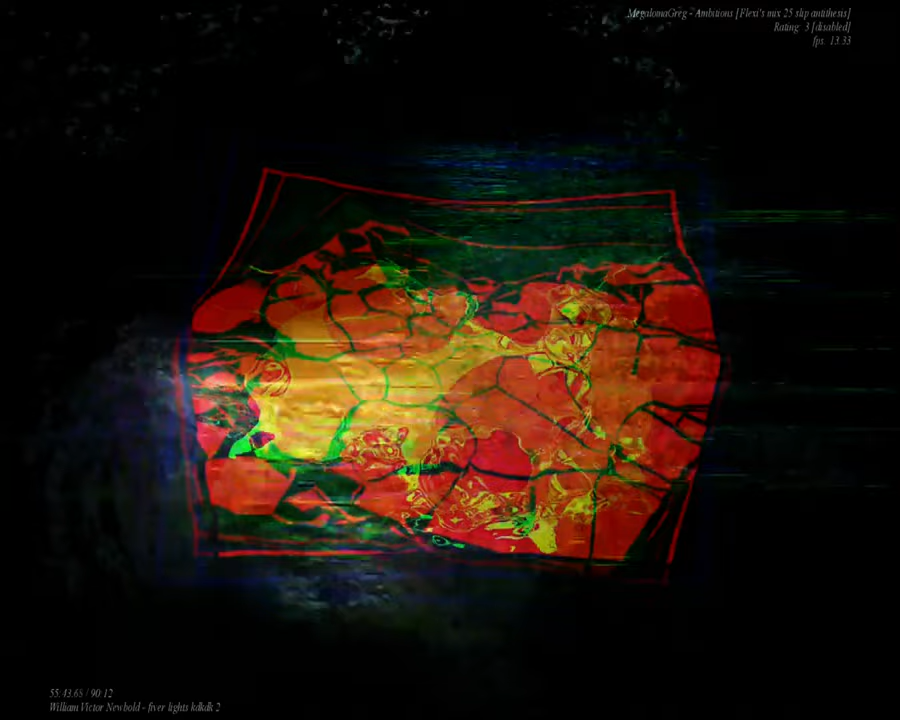 MegalomaGreg - Ambitions [Flexi's mix 25 slip antithesis]
Rating: 3 [disabled]
fps: 13.33
55:43.68 / 90:12
William Victor Newbold - fiver lights kdkdk 2